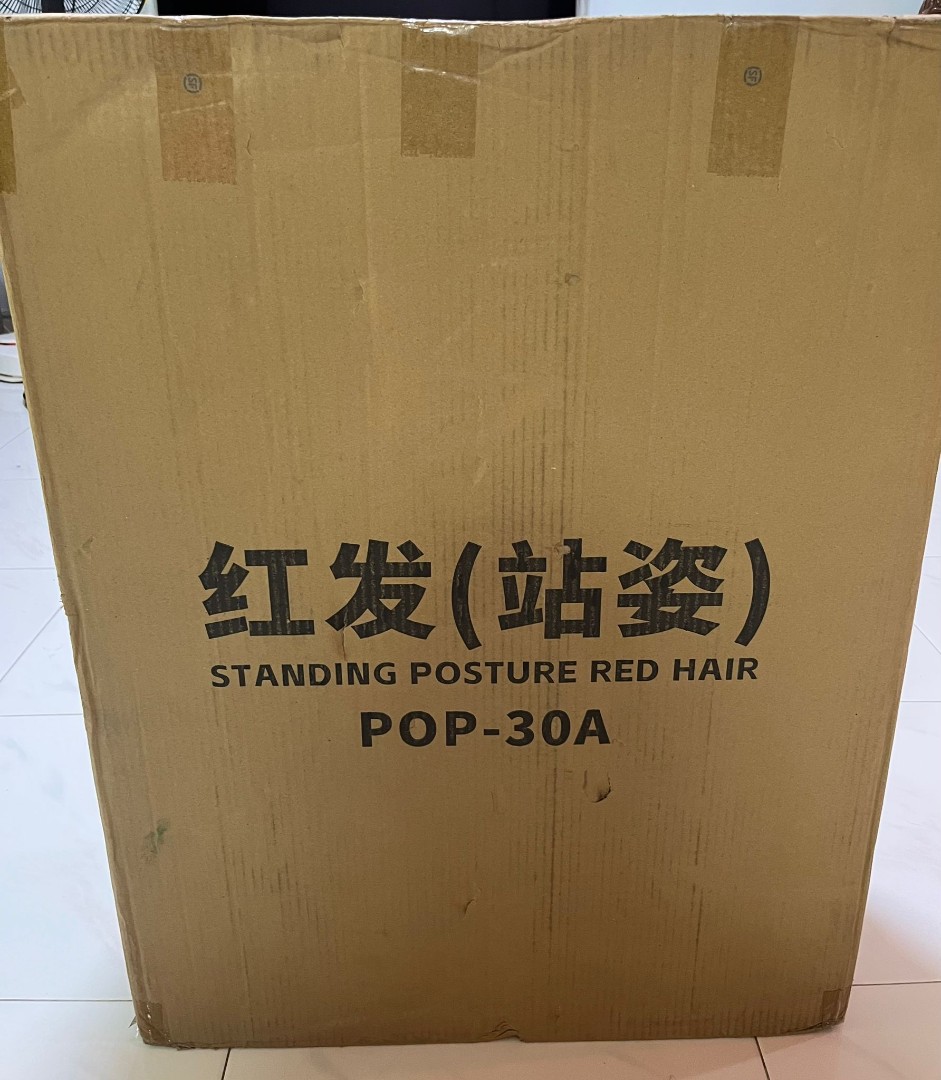 红发(站姿)
STANDING POSTURE RED HAIR
POP-30A